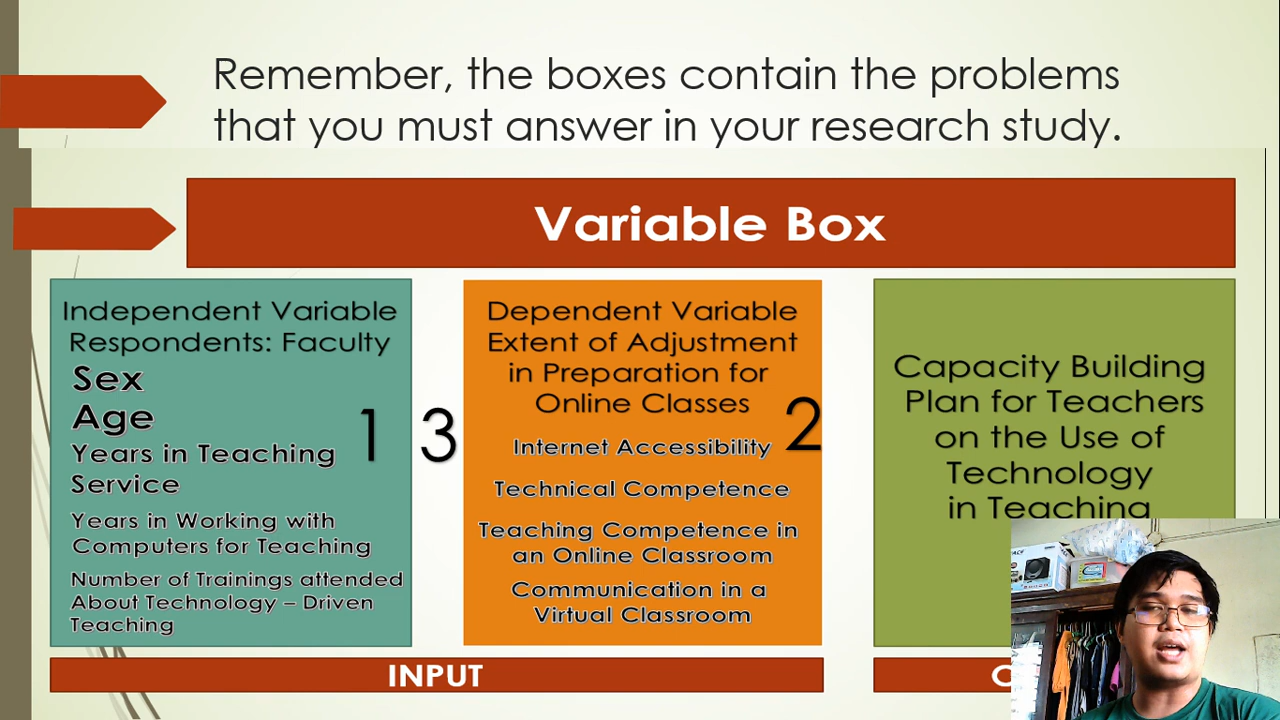 Remember, the boxes contain the problems
that you must answer in your research study.
Variable Box
Independent Variable
Respondents: Faculty
Sex
Age
Years in Teaching
Service
Years in Working with
Computers for Teaching
Number of Trainings attended
About Technology – Driven
Teaching
1
3
Dependent Variable
Extent of Adjustment
in Preparation for
Online Classes
2
Internet Accessibility
Technical Competence
Teaching Competence in
an Online Classroom
Communication in a
Virtual Classroom
Capacity Building
Plan for Teachers
on the Use of
Technology
in Teaching
INPUT